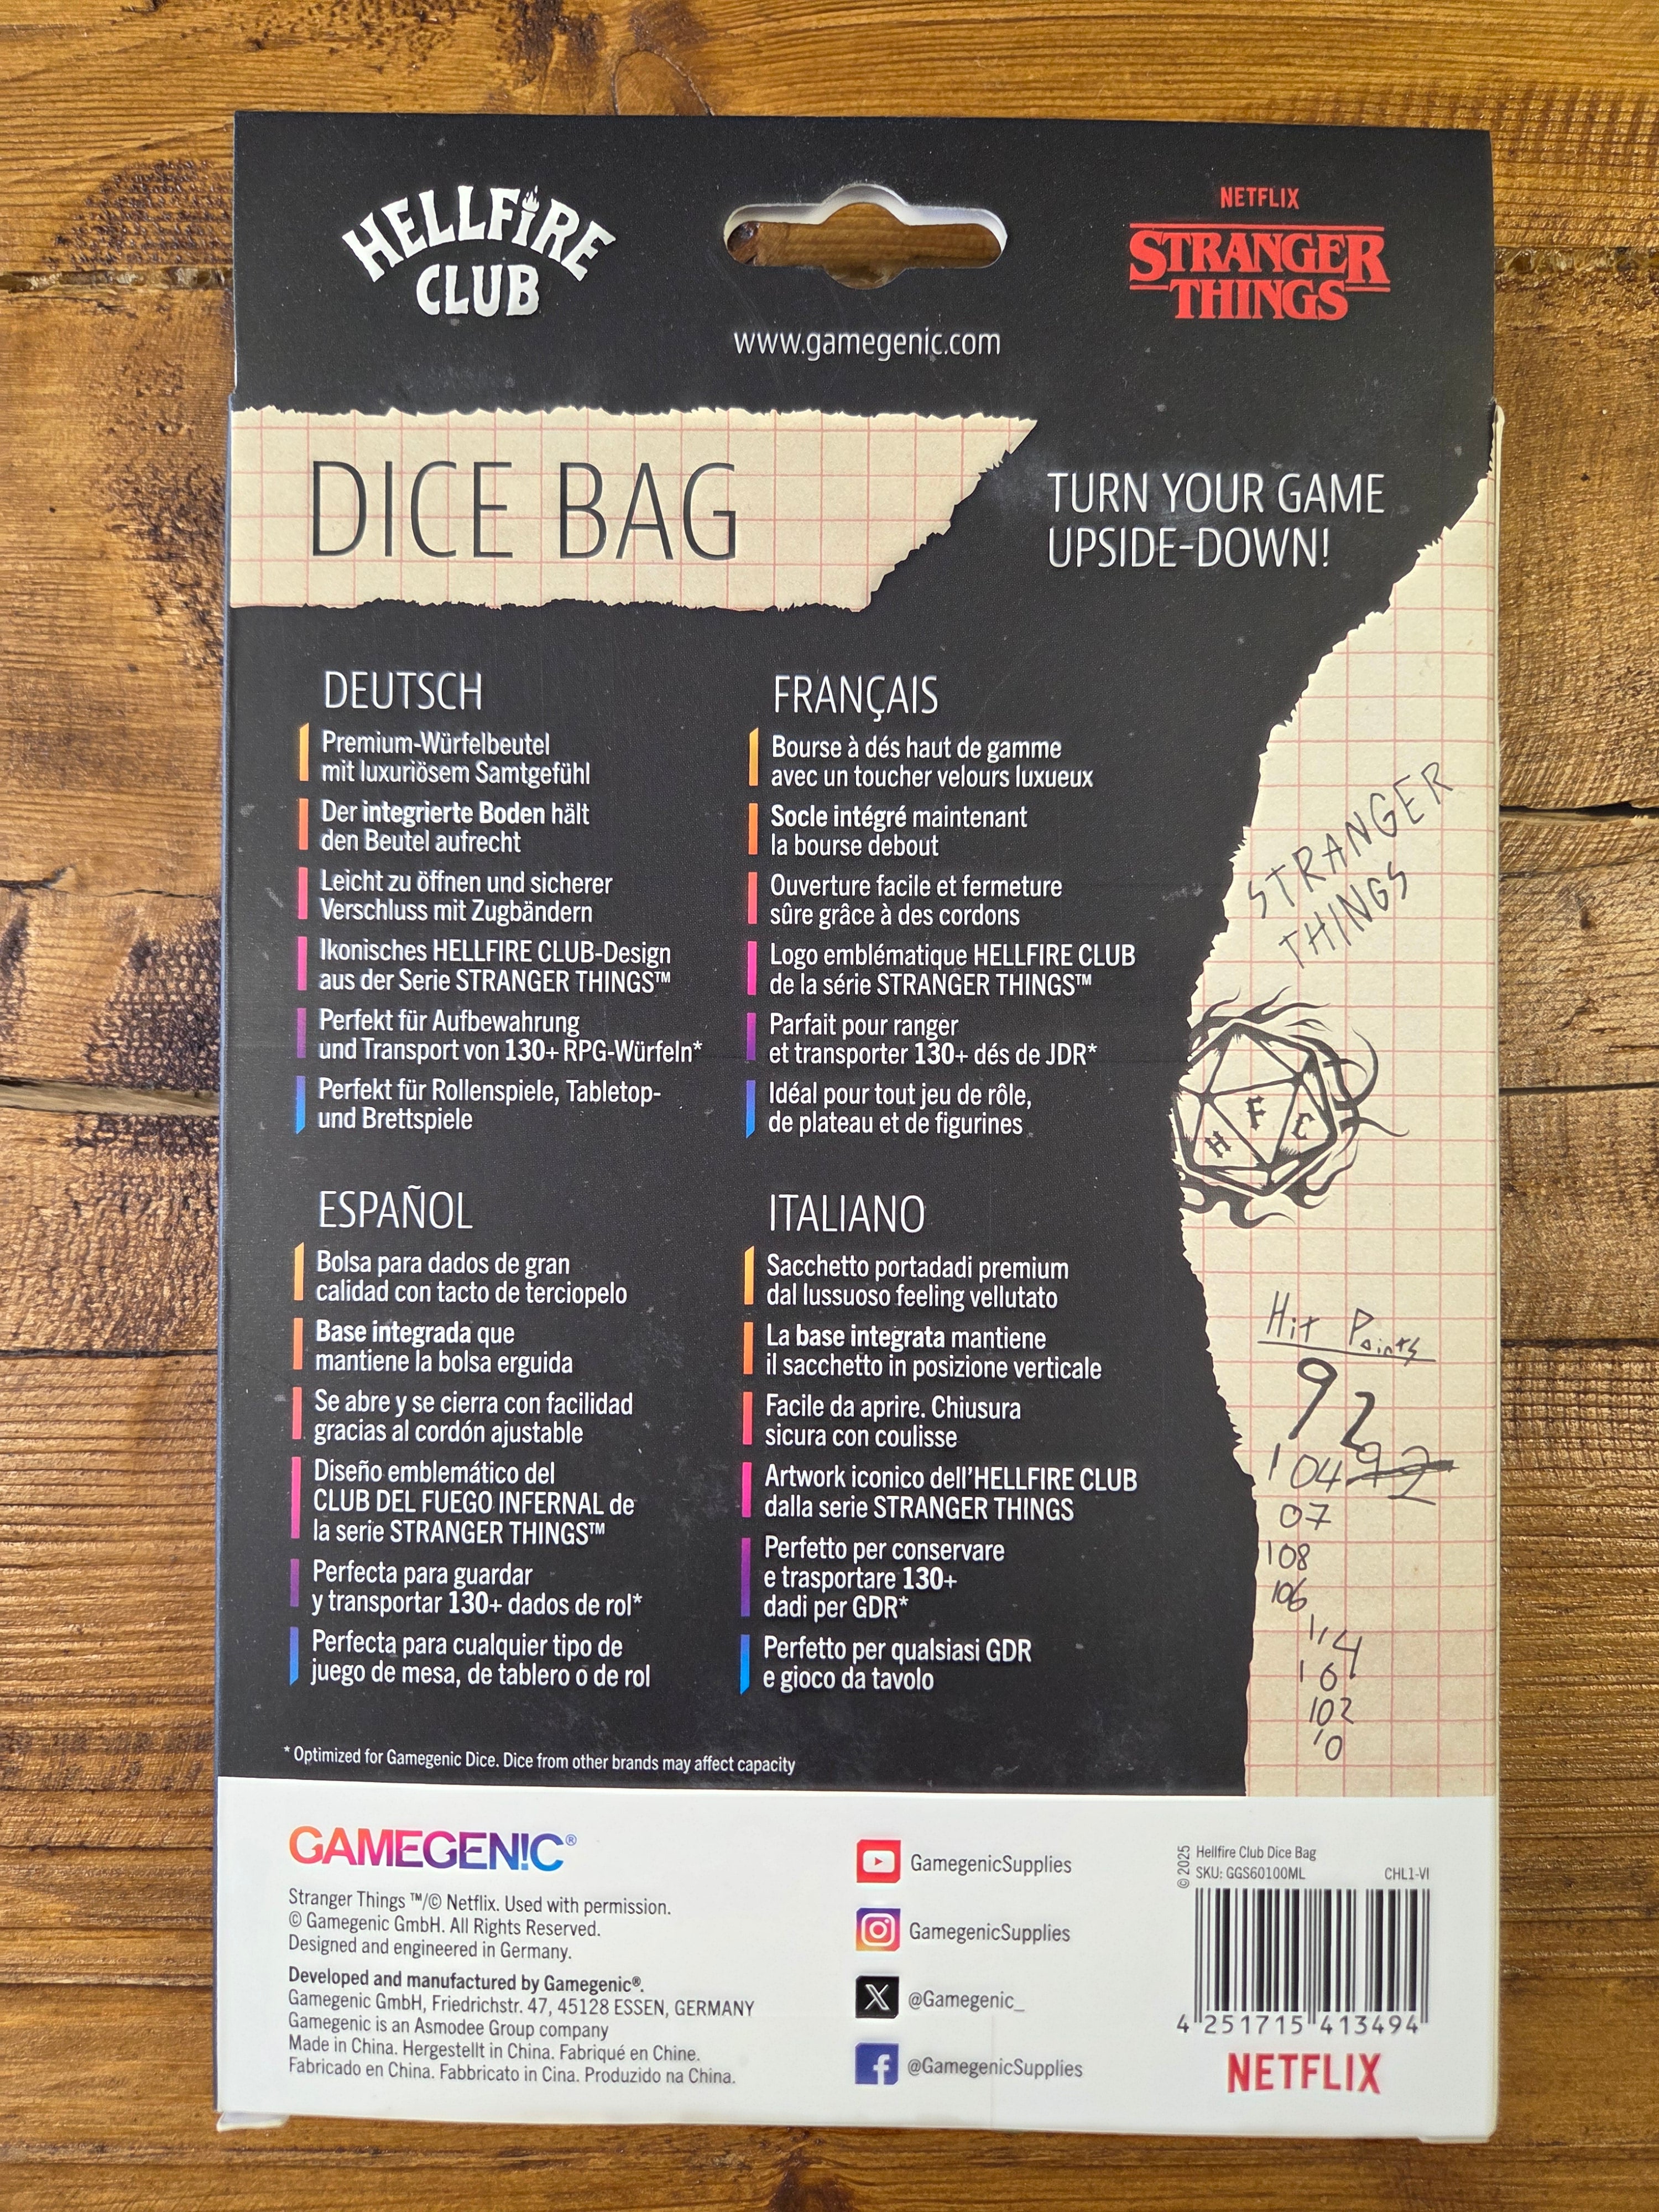 HELLFIRE
CLUB
www.gamegenic.com
NETFLIX
STRANGER
THINGS
DICE BAG
TURN YOUR GAME
UPSIDE-DOWN!
DEUTSCH
Premium-Würfelbeutel
mit luxuriösem Samtgefühl
Der integrierte Boden hält
den Beutel aufrecht
Leicht zu öffnen und sicherer
Verschluss mit Zugbändern
Ikonisches HELLFIRE CLUB-Design
aus der Serie STRANGER THINGS™
Perfekt für Aufbewahrung
und Transport von 130+ RPG-Würfeln*
Perfekt für Rollenspiele, Tabletop-
und Brettspiele
FRANÇAIS
Bourse à dés haut de gamme
avec un toucher velours luxueux
Socle intégré maintenant
la bourse debout
Ouverture facile et fermeture
sûre grâce à des cordons
Logo emblématique HELLFIRE CLUB
de la série STRANGER THINGS™
Parfait pour ranger
et transporter 130+ dés de JDR*
Idéal pour tout jeu de rôle,
de plateau et de figurines
ESPAÑOL
Bolsa para dados de gran
calidad con tacto de terciopelo
Base integrada que
mantiene la bolsa erguida
Se abre y se cierra con facilidad
gracias al cordón ajustable
Diseño emblemático del
CLUB DEL FUEGO INFERNAL de
la serie STRANGER THINGS™
Perfecta para guardar
y transportar 130+ dados de rol*
Perfecta para cualquier tipo de
juego de mesa, de tablero o de rol
ITALIANO
Sacchetto portadadi premium
dal lussuoso feeling vellutato
La base integrata mantiene
il sacchetto in posizione verticale
Facile da aprire. Chiusura
sicura con coulisse
Artwork iconico dell'HELLFIRE CLUB
dalla serie STRANGER THINGS
Perfetto per conservare
e trasportare 130+
dadi per GDR*
Perfetto per qualsiasi GDR
e gioco da tavolo
STRANGER
THINGS
H F C
Hit Points
92
104 92
07
108
106
114
101
102
10
* Optimized for Gamegenic Dice. Dice from other brands may affect capacity
GAMEGEN!C®
Stranger Things ™/© Netflix. Used with permission.
© Gamegenic GmbH. All Rights Reserved.
Designed and engineered in Germany.
Developed and manufactured by Gamegenic®.
Gamegenic GmbH, Friedrichstr. 47, 45128 ESSEN, GERMANY
Gamegenic is an Asmodee Group company
Made in China. Hergestellt in China. Fabriqué en Chine.
Fabricado en China. Fabbricato in Cina. Produzido na China.
GamegenicSupplies
GamegenicSupplies
@Gamegenic_
@GamegenicSupplies
© 2025
Hellfire Club Dice Bag
SKU: GGS60100ML CHL1-VI
4 251715 413494
NETFLIX